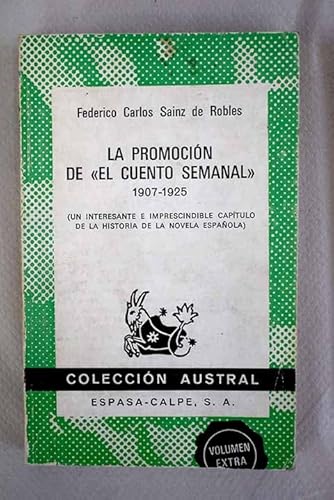 Federico Carlos Sainz de Robles
LA PROMOCIÓN
DE «EL CUENTO SEMANAL»
1907-1925
(UN INTERESANTE E IMPRESCINDIBLE CAPÍTULO
DE LA HISTORIA DE LA NOVELA ESPAÑOLA)
COLECCIÓN AUSTRAL
ESPASA-CALPE, S. A.
VOLUMEN
EXTRA